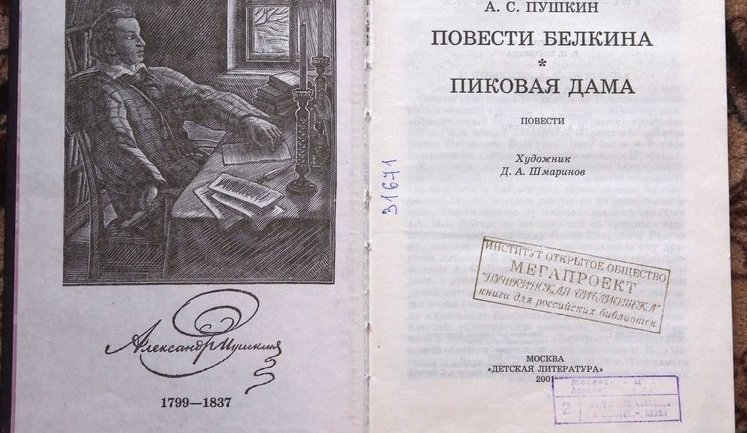 Александр Пушкин
1799—1837
А. С. ПУШКИН
ПОВЕСТИ БЕЛКИНА
*
ПИКОВАЯ ДАМА
ПОВЕСТИ
Художник
Д. А. Шмаринов
31671
ИНСТИТУТ ОТКРЫТОЕ ОБЩЕСТВО
МЕГАПРОЕКТ
"ПУШКИНСКАЯ БИБЛИОТЕКА"
книги для российских библиотек
МОСКВА
«ДЕТСКАЯ ЛИТЕРАТУРА»
2001